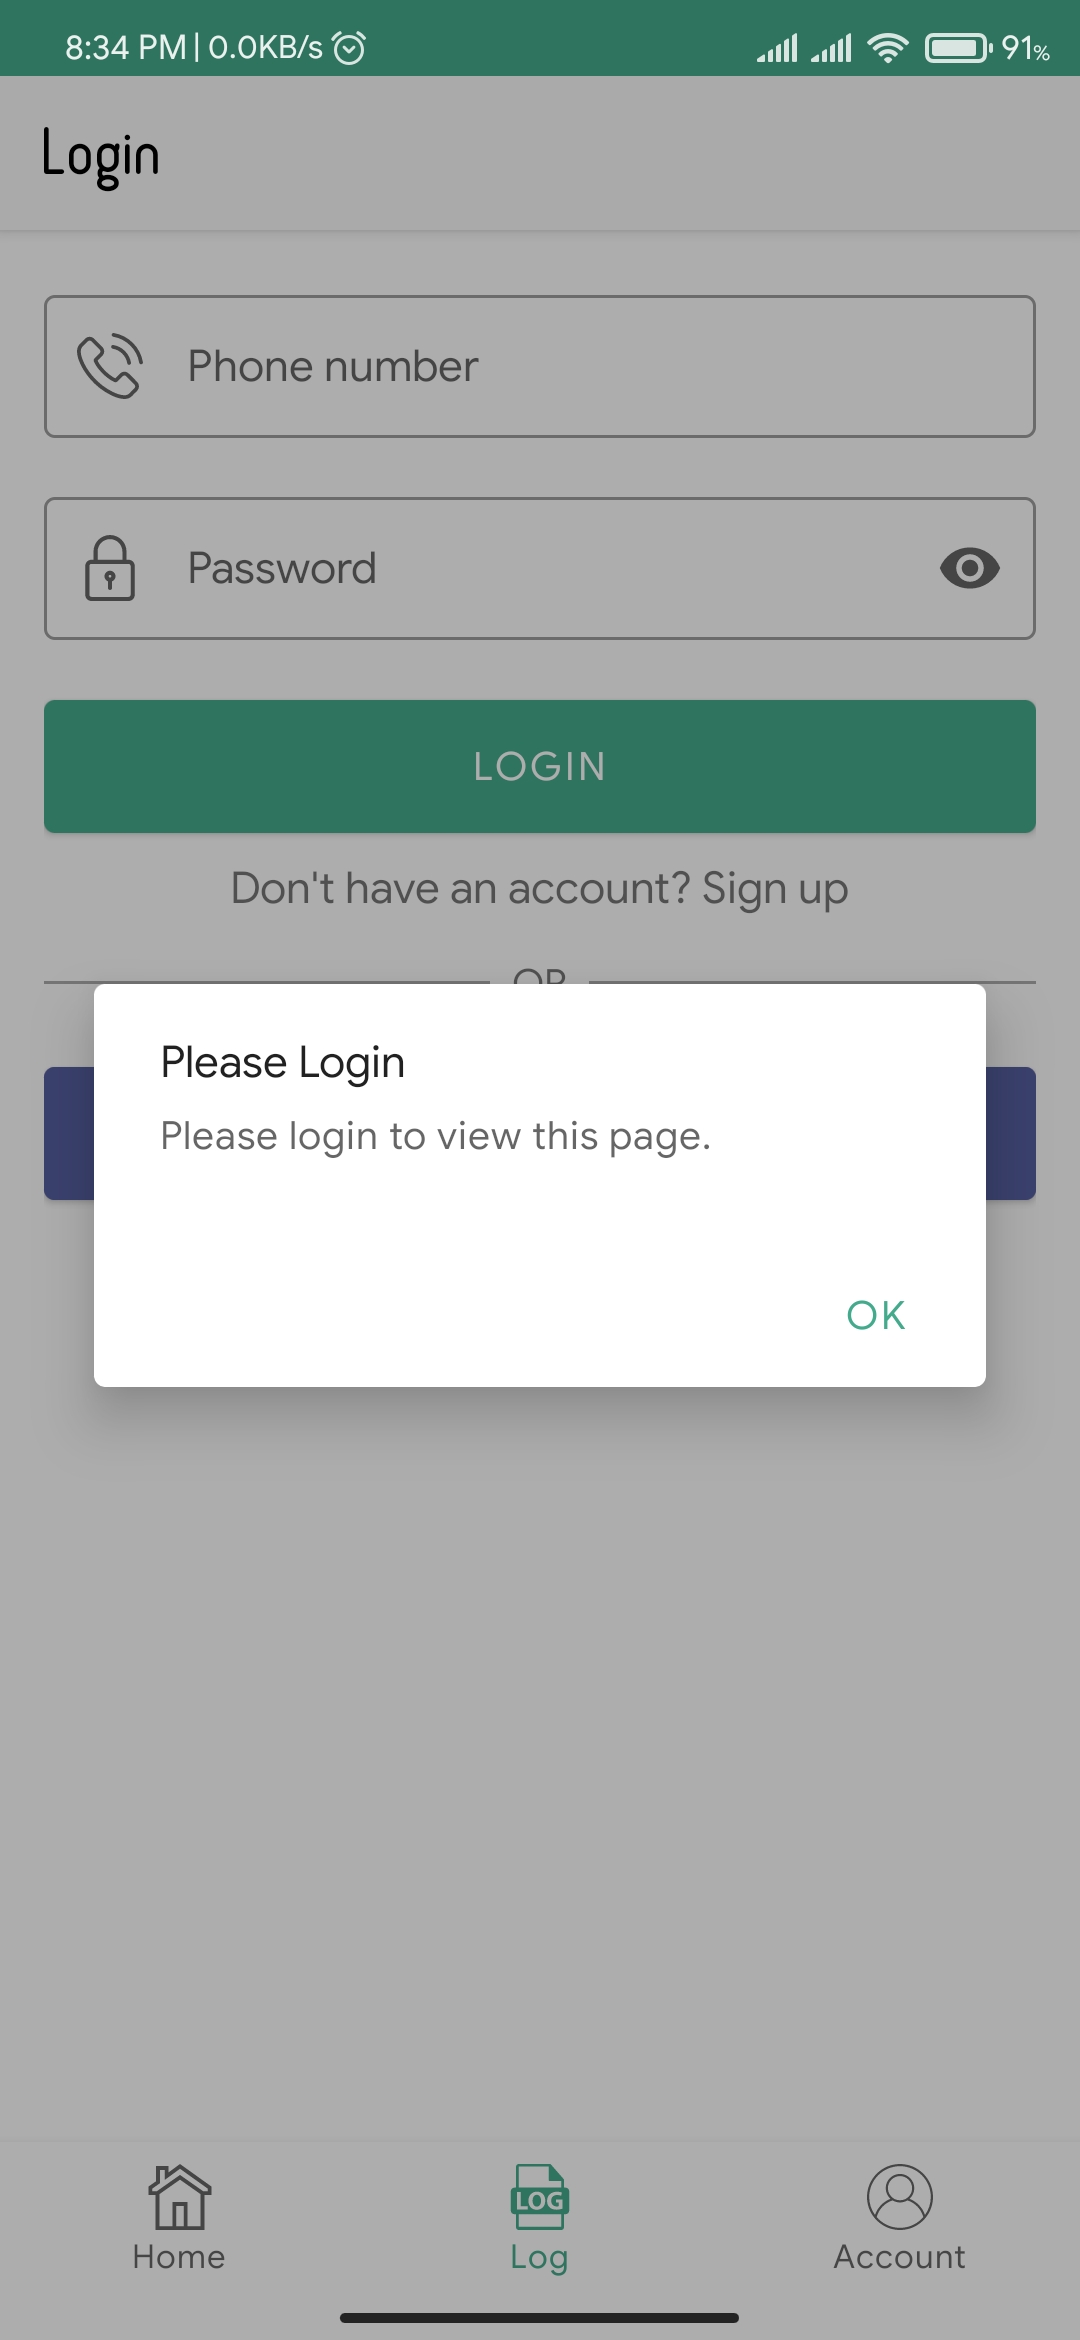 8:34 PM | 0.0KB/s 91%
Login
Phone number
Password
LOGIN
Don't have an account? Sign up
OR
Please Login
Please login to view this page.
OK
LOG
Home Log Account